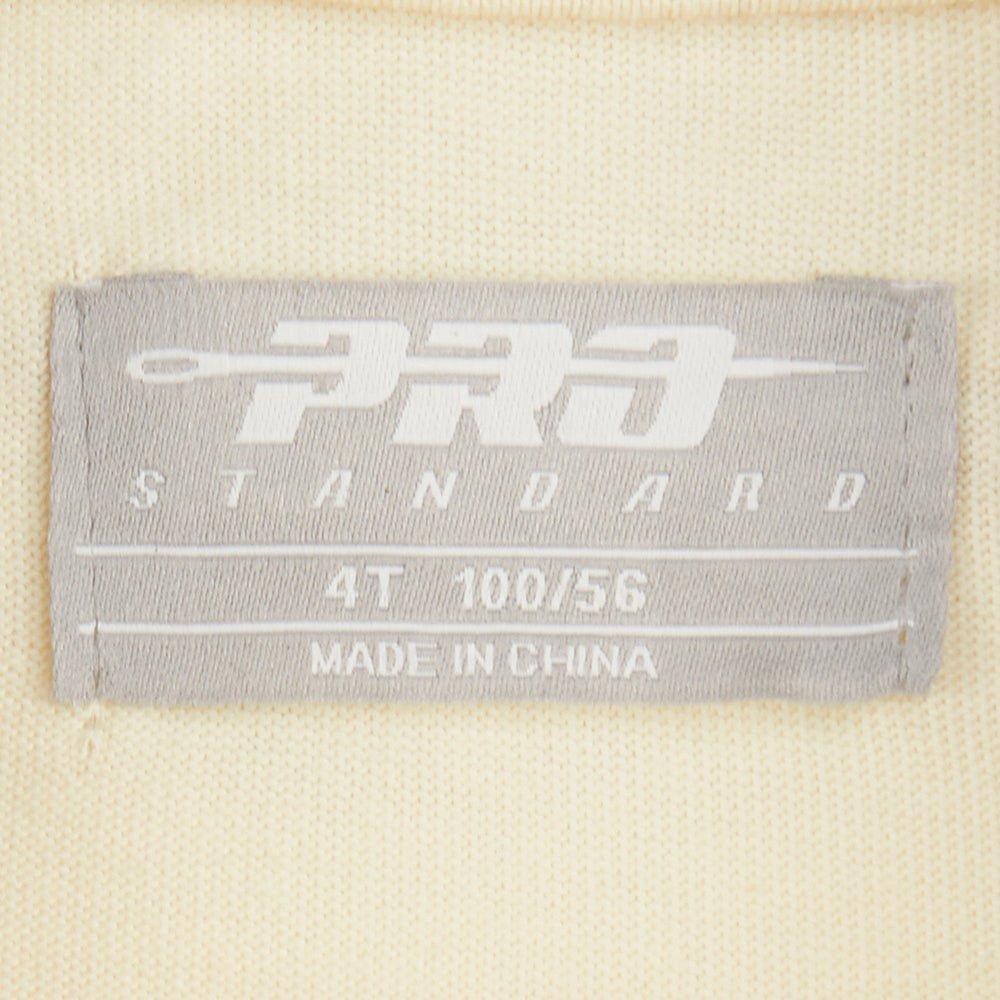 PRO
STANDARD
4T 100/56
MADE IN CHINA